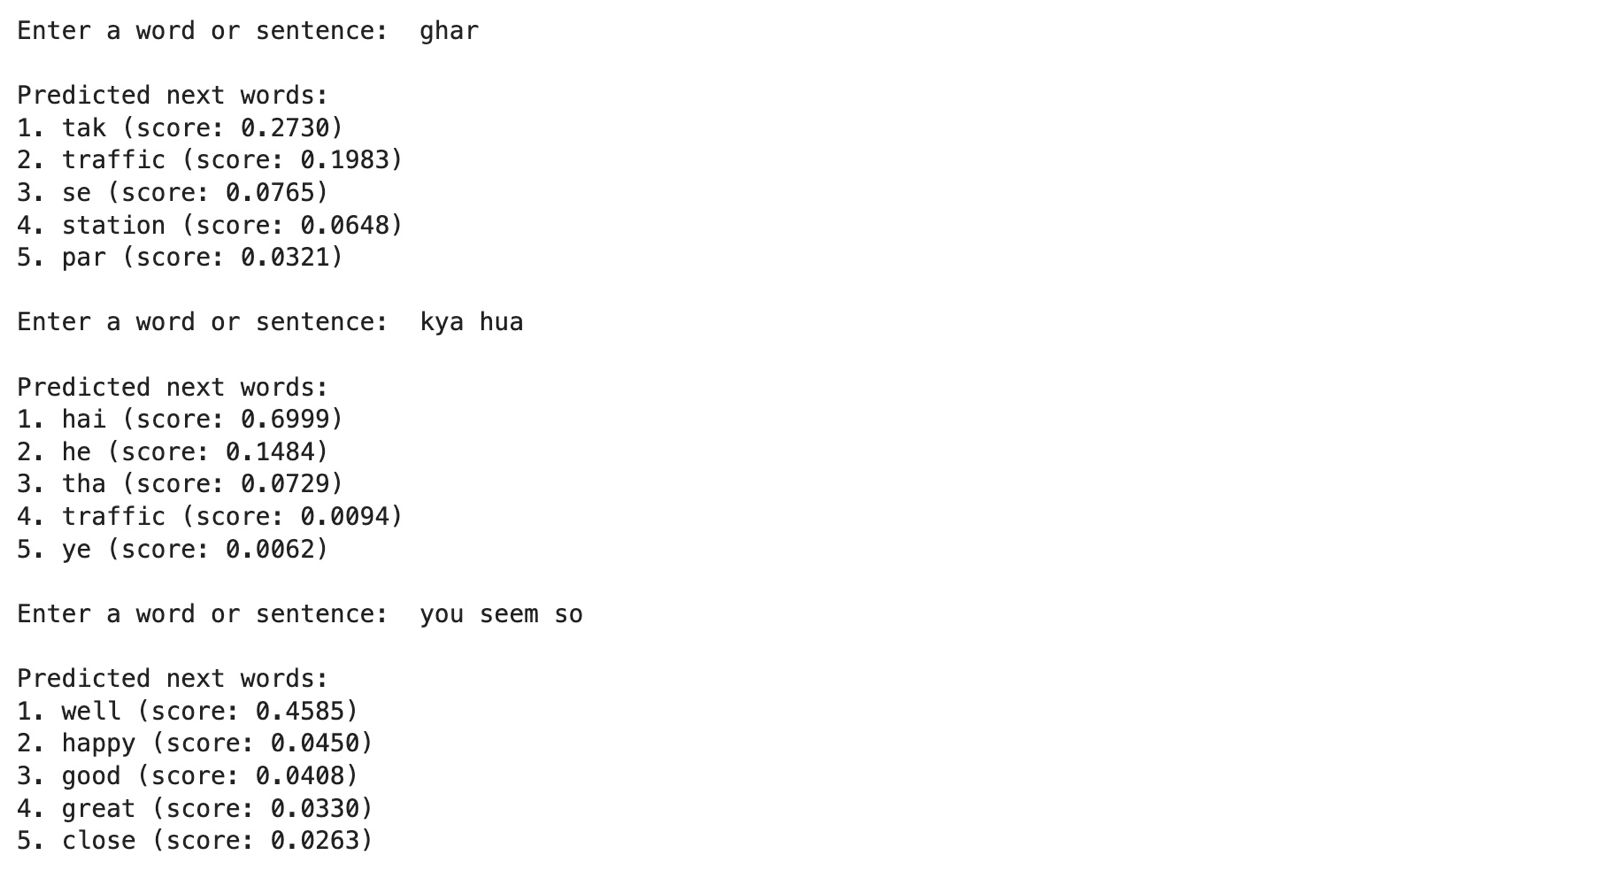 Enter a word or sentence:  ghar
Predicted next words:
1. tak (score: 0.2730)
2. traffic (score: 0.1983)
3. se (score: 0.0765)
4. station (score: 0.0648)
5. par (score: 0.0321)
Enter a word or sentence:  kya hua
Predicted next words:
1. hai (score: 0.6999)
2. he (score: 0.1484)
3. tha (score: 0.0729)
4. traffic (score: 0.0094)
5. ye (score: 0.0062)
Enter a word or sentence:  you seem so
Predicted next words:
1. well (score: 0.4585)
2. happy (score: 0.0450)
3. good (score: 0.0408)
4. great (score: 0.0330)
5. close (score: 0.0263)